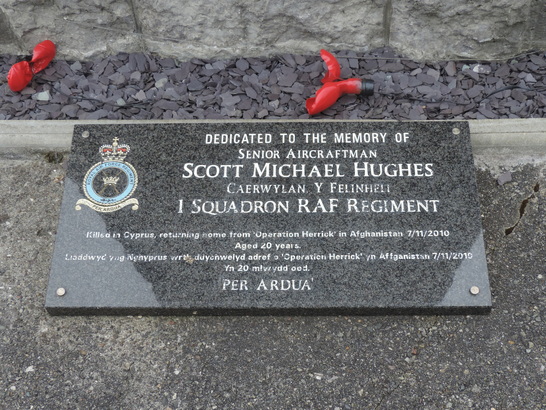 DEDICATED TO THE MEMORY OF
SENIOR AIRCRAFTMAN
SCOTT MICHAEL HUGHES
CAERWYLAN, Y FELINHELI
1 SQUADRON RAF REGIMENT
Killed in Cyprus, returning home from 'Operation Herrick' in Afghanistan 7/11/2010
Aged 20 years.
Lladdwyd yng Nghyprus wrth ddychwelyd adref o 'Operation Herrick' yn Affganistan 7/11/2010
Yn 20 mlwydd oed.
'PER ARDUA'